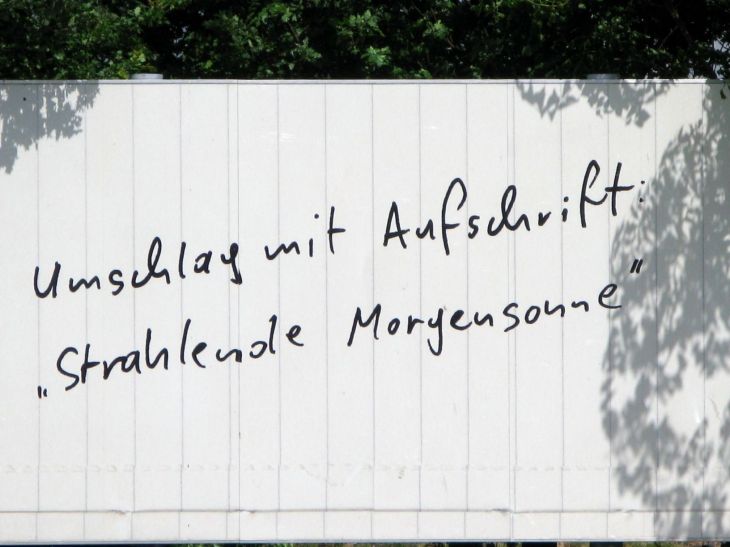 Umschlag mit Aufschrift:
„Strahlende Morgensonne"